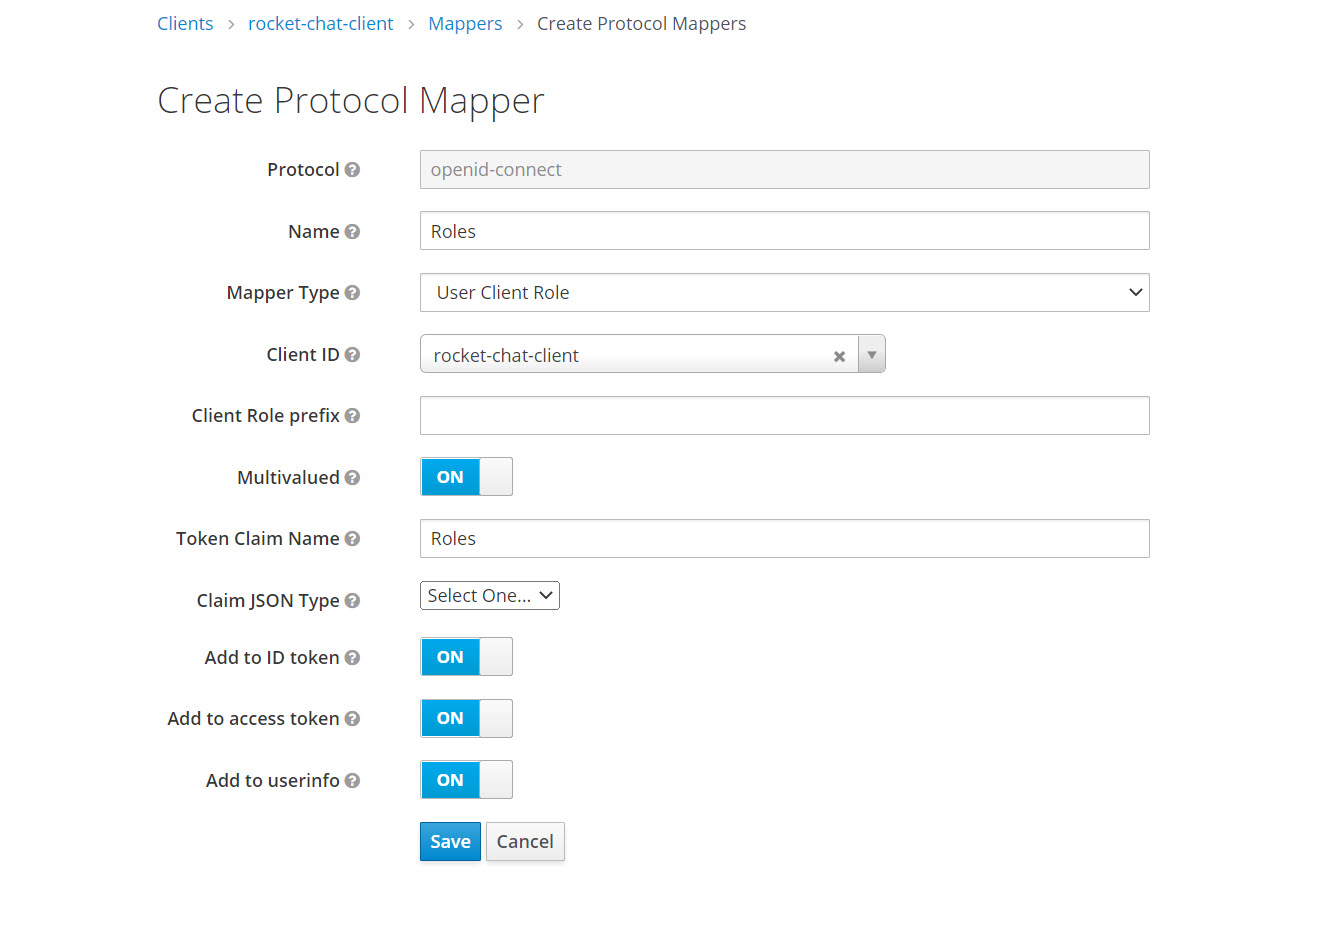 Clients > rocket-chat-client > Mappers > Create Protocol Mappers
Create Protocol Mapper
Protocol ? openid-connect
Name ? Roles
Mapper Type ? User Client Role
Client ID ? rocket-chat-client
Client Role prefix ?
Multivalued ? ON
Token Claim Name ? Roles
Claim JSON Type ? Select One...
Add to ID token ? ON
Add to access token ? ON
Add to userinfo ? ON
Save Cancel